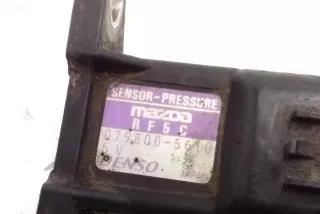 SENSOR-PRESSURE
mazda
RF5C
079800-5640
5V
DENSO
JAPAN